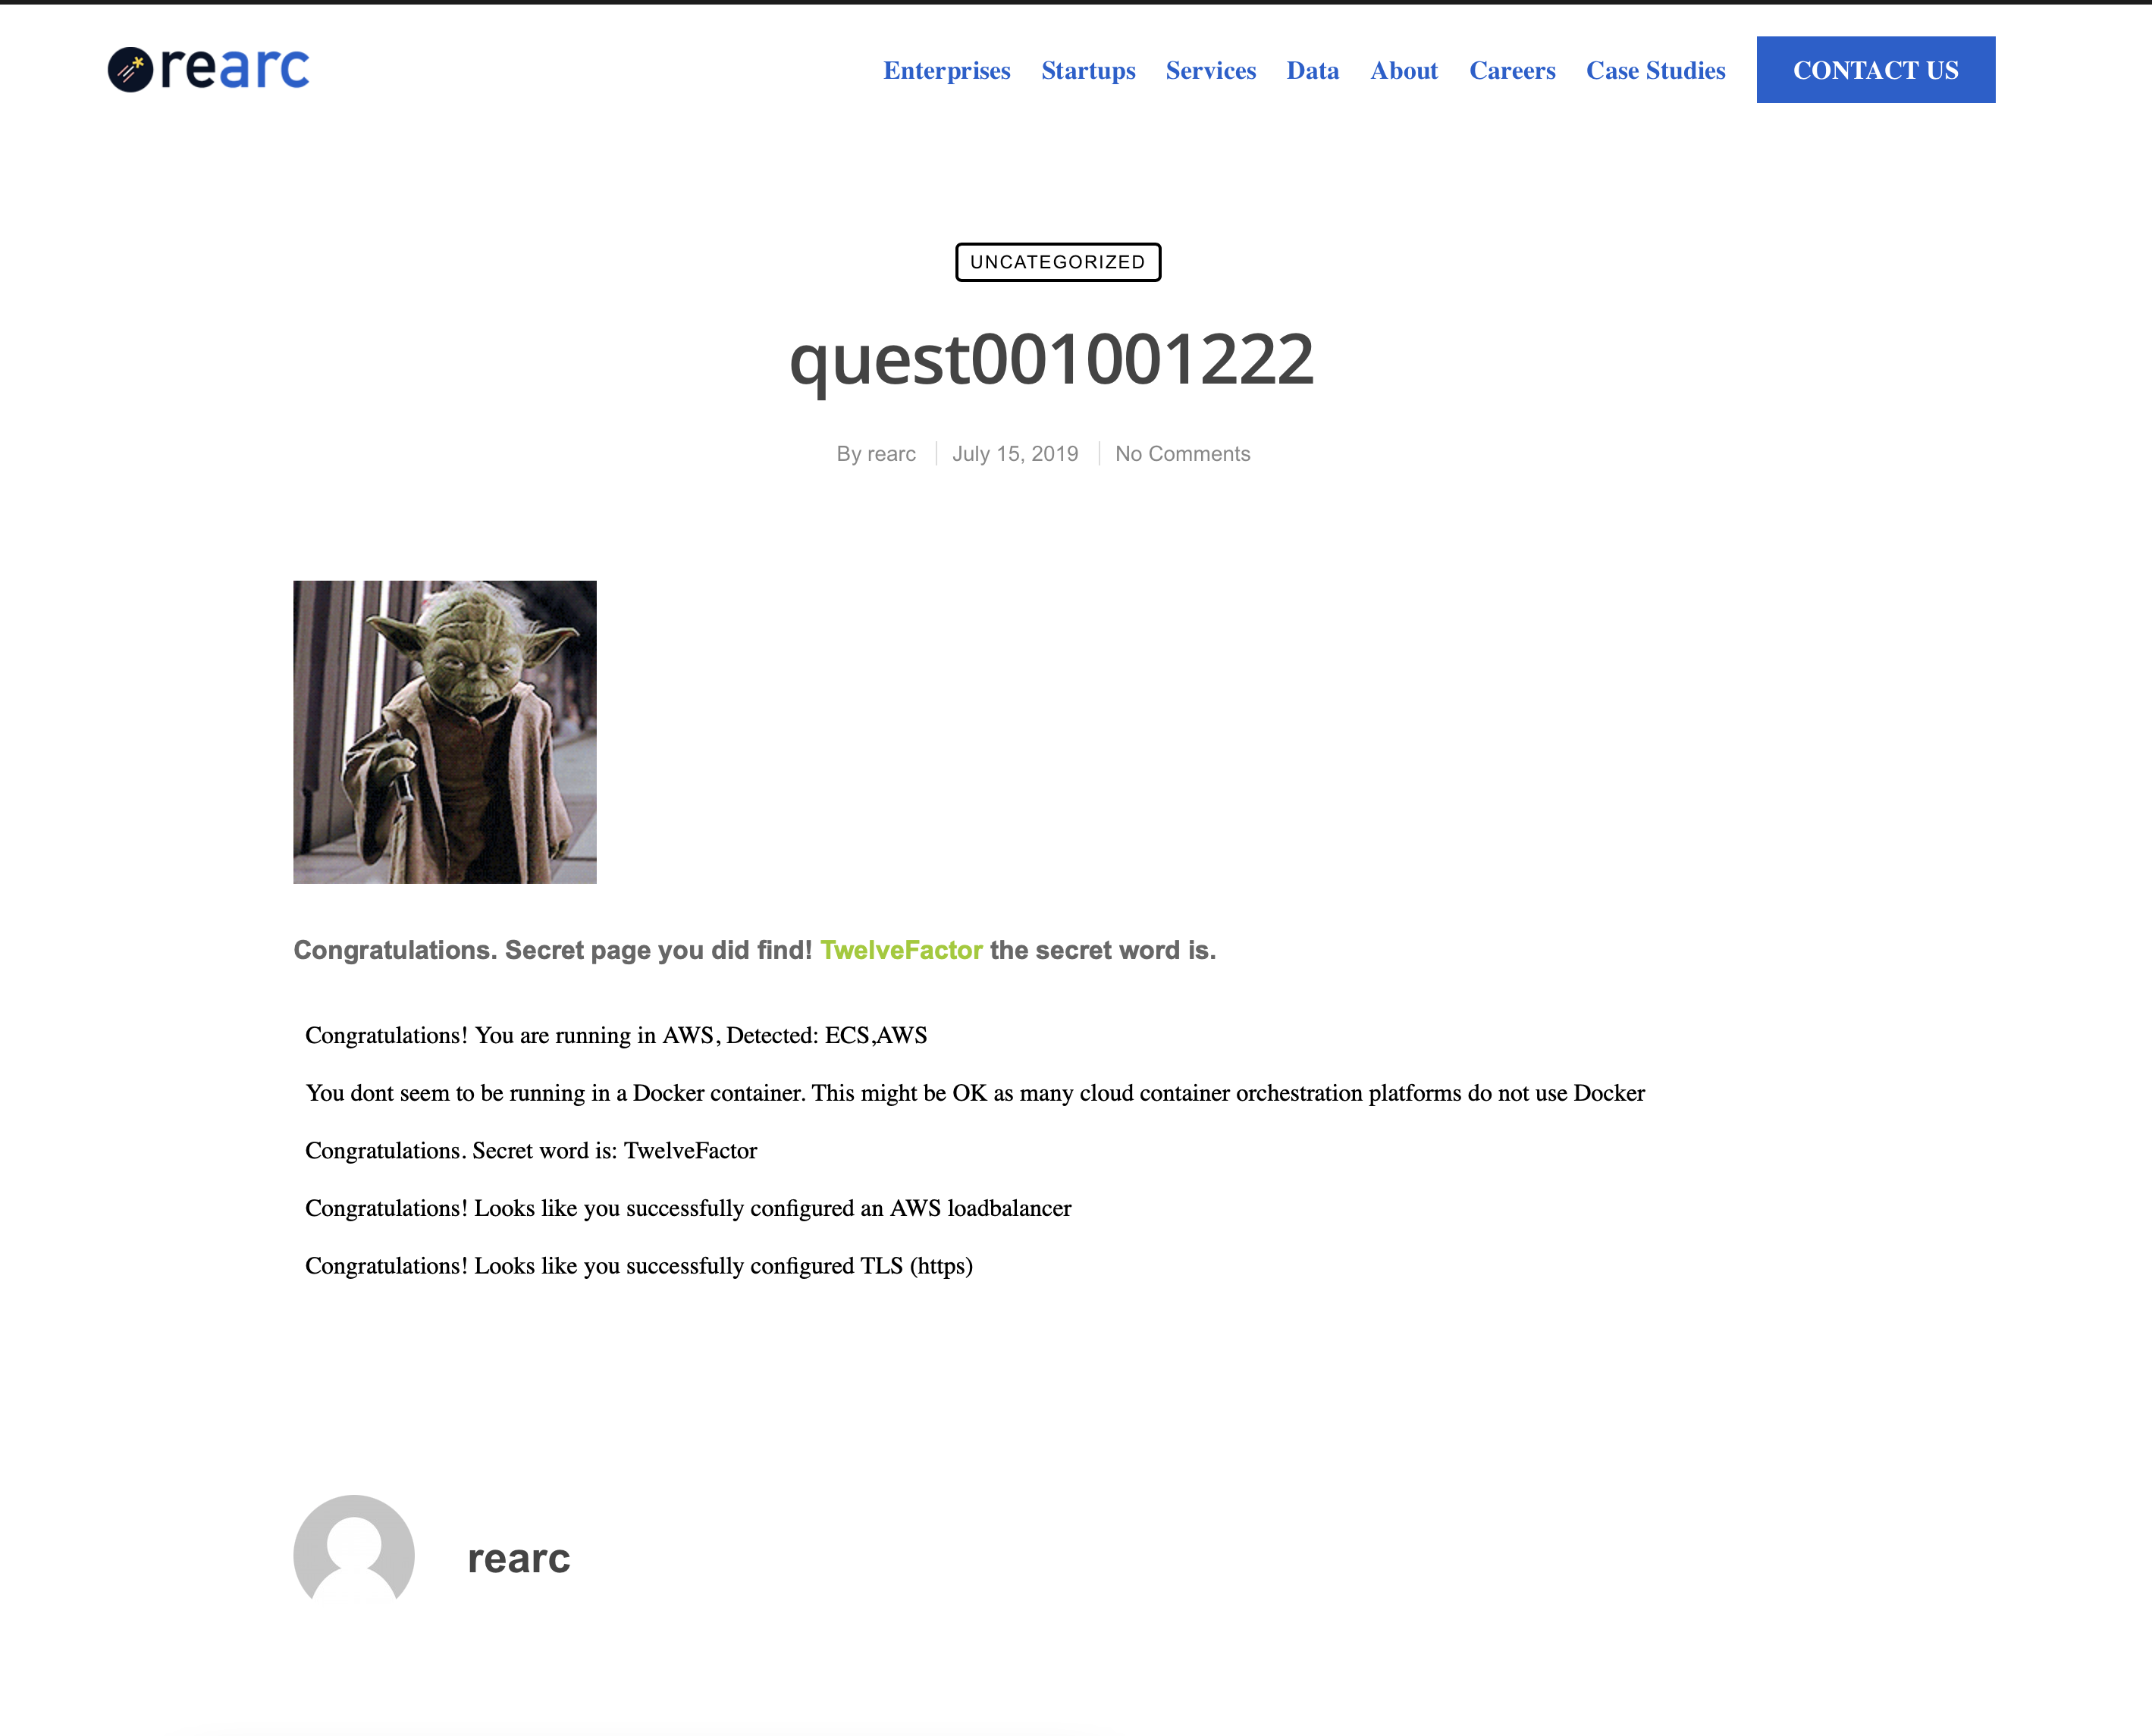 rearc
Enterprises Startups Services Data About Careers Case Studies CONTACT US
UNCATEGORIZED
quest001001222
By rearc July 15, 2019 No Comments
Congratulations. Secret page you did find! TwelveFactor the secret word is.
Congratulations! You are running in AWS, Detected: ECS,AWS
You dont seem to be running in a Docker container. This might be OK as many cloud container orchestration platforms do not use Docker
Congratulations. Secret word is: TwelveFactor
Congratulations! Looks like you successfully configured an AWS loadbalancer
Congratulations! Looks like you successfully configured TLS (https)
rearc